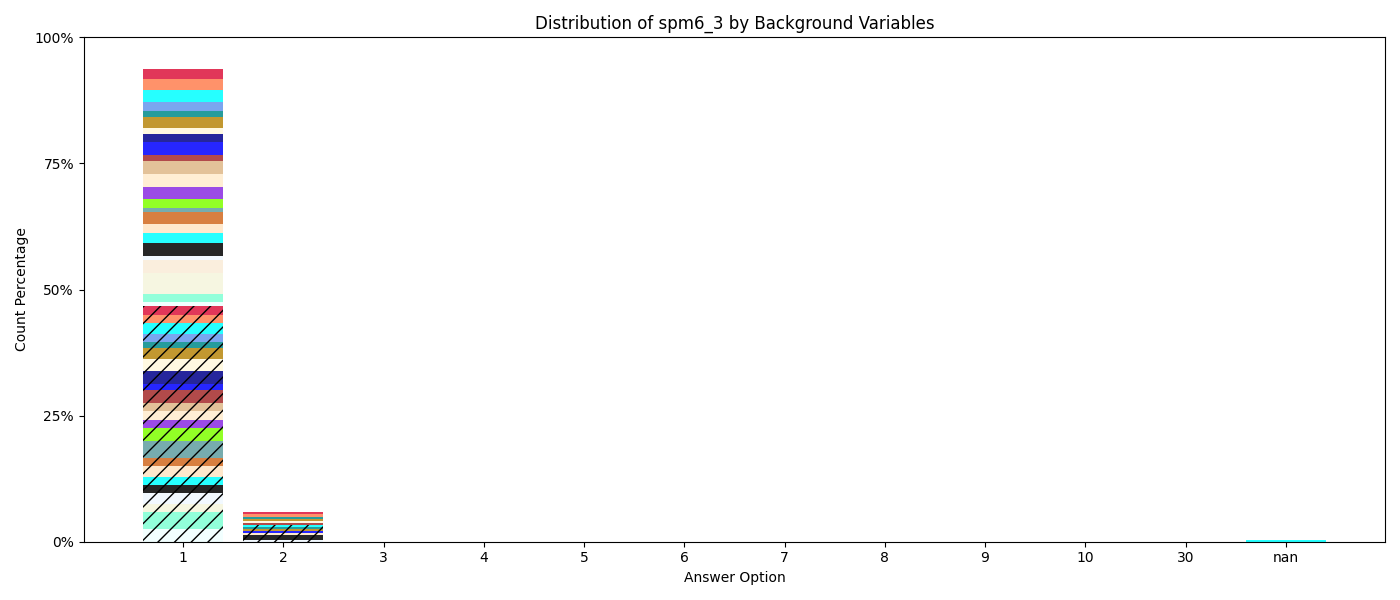 Distribution of spm6_3 by Background Variables
100%
75%
50%
25%
0%
Count Percentage
1 2 3 4 5 6 7 8 9 10 30 nan
Answer Option